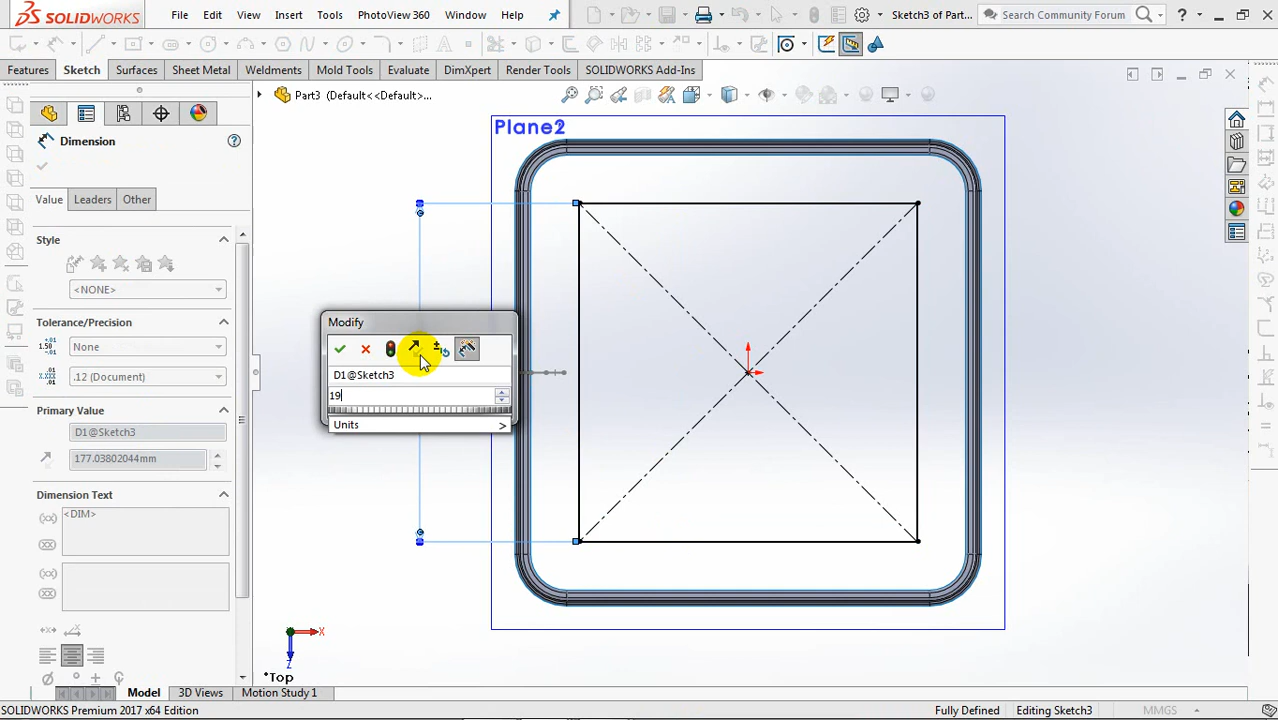 SOLIDWORKS File Edit View Insert Tools PhotoView 360 Window Help Sketch3 of Part... Search Community Forum ?
Features Sketch Surfaces Sheet Metal Weldments Mold Tools Evaluate DimXpert Render Tools SOLIDWORKS Add-Ins
Part3 (Default<<Default>...
Dimension
Value Leaders Other
Style
<NONE>
Tolerance/Precision
None
.12 (Document)
Primary Value
D1@Sketch3
177.03802044mm
Dimension Text
<DIM>
Plane2
Modify
D1@Sketch3
19
Units >
X
Z
*Top
Model 3D Views Motion Study 1
SOLIDWORKS Premium 2017 x64 Edition Fully Defined Editing Sketch3 MMGS